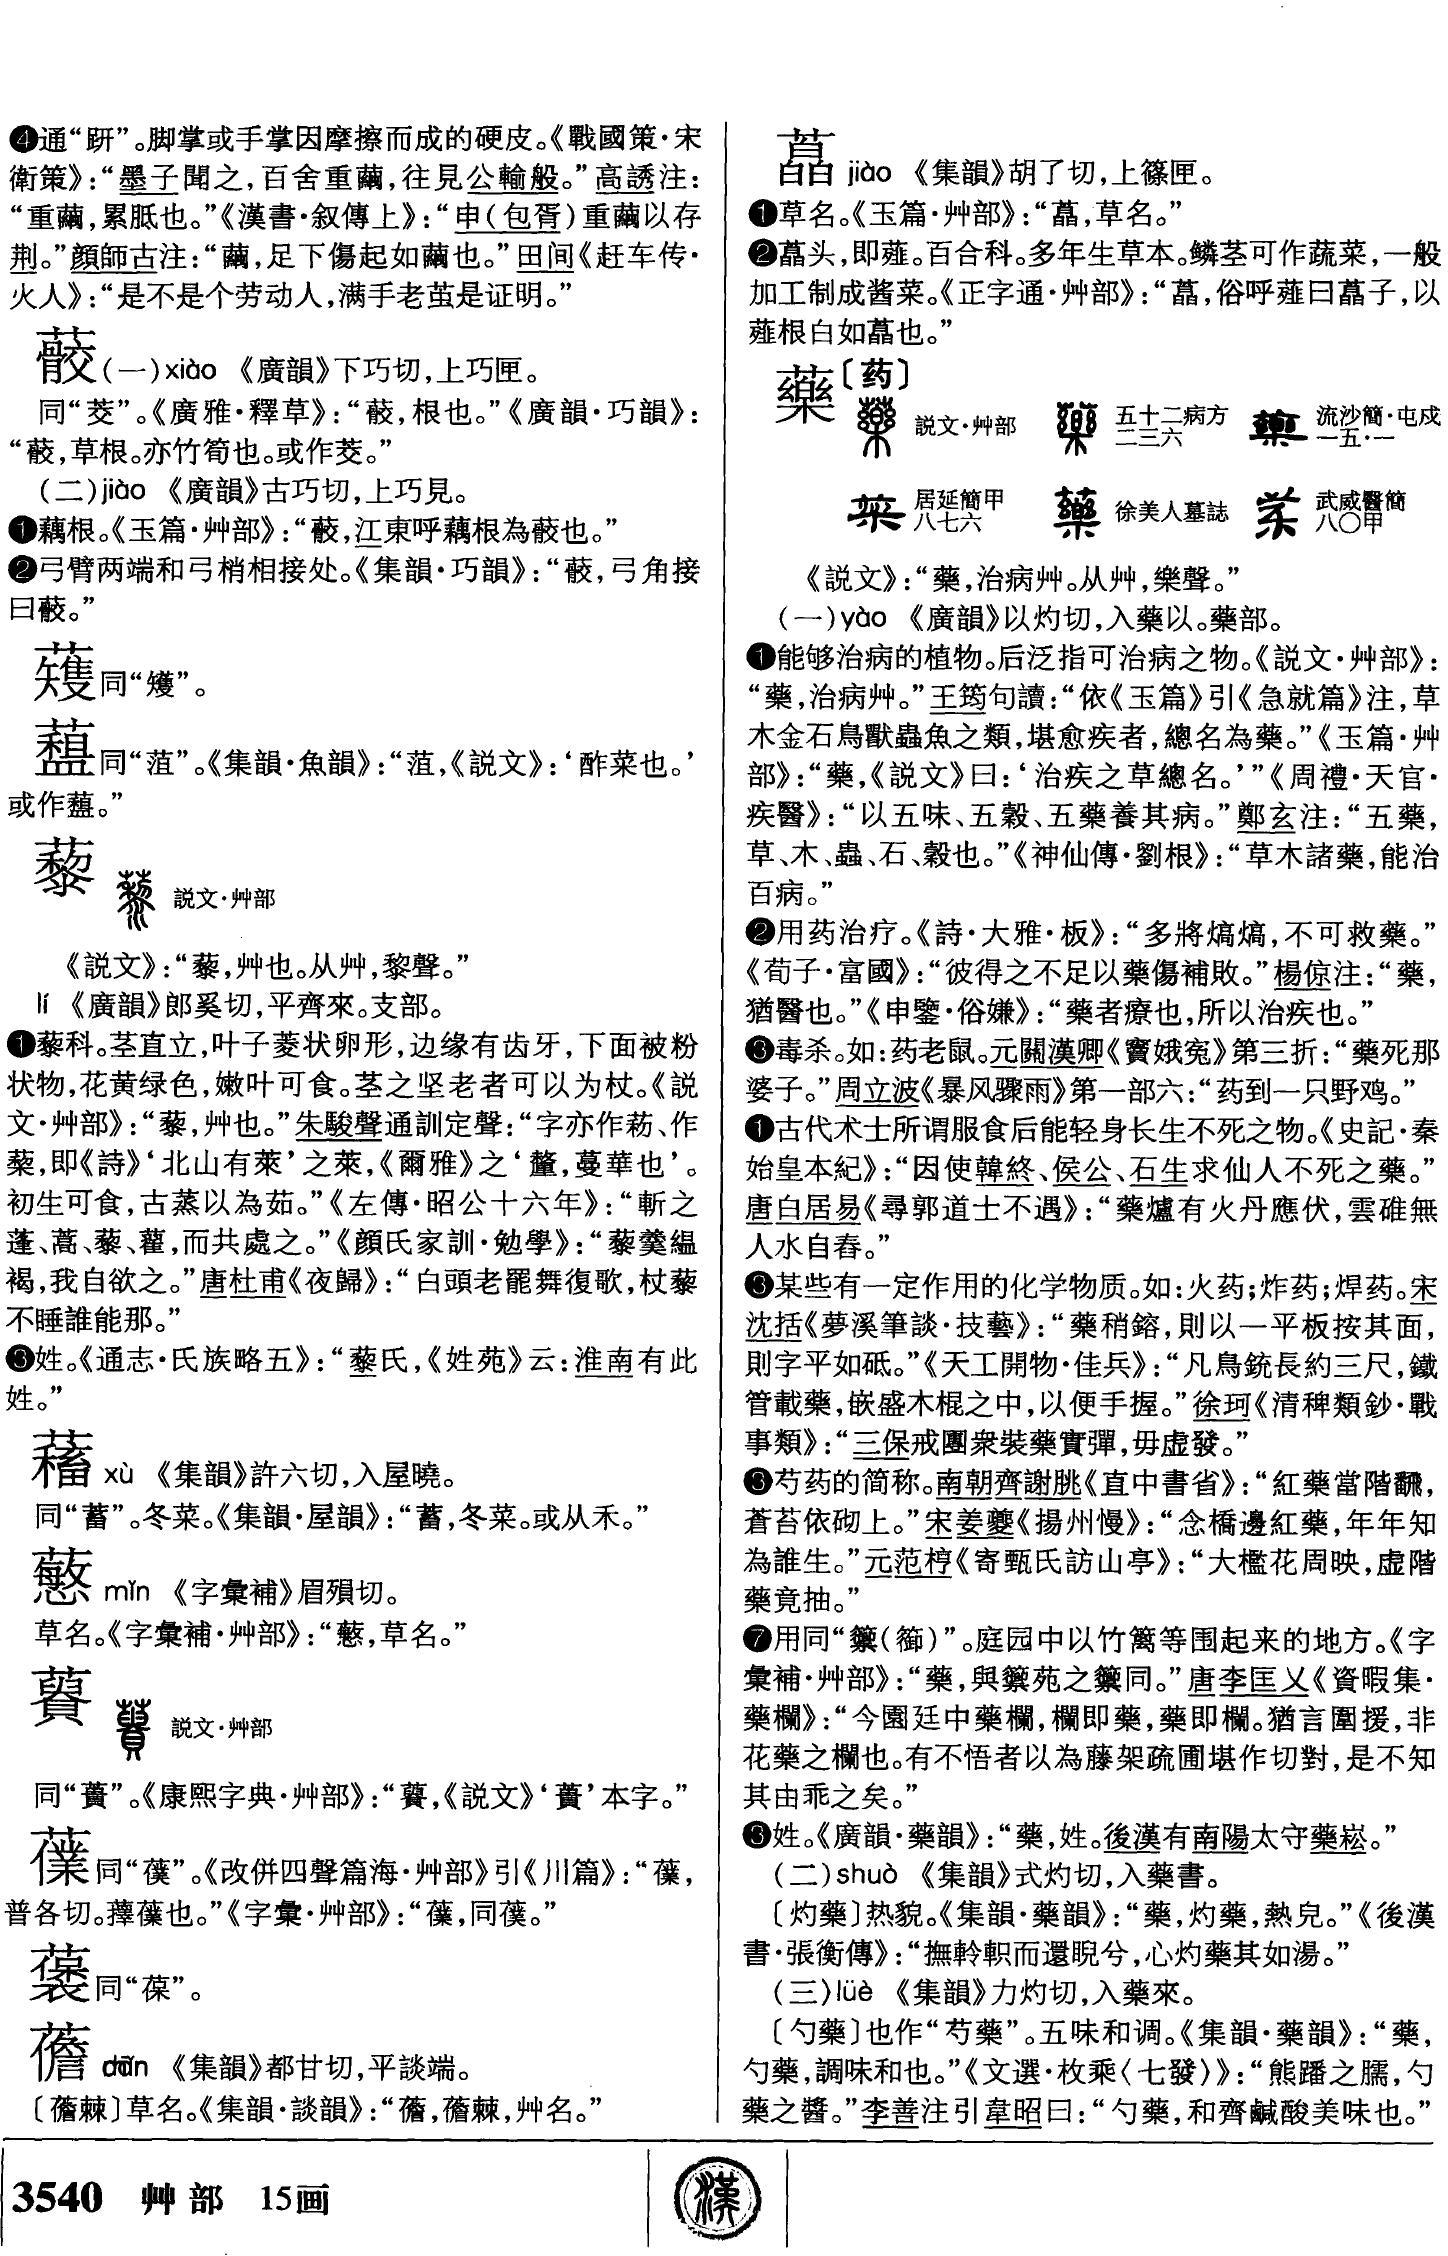 ❹通“趼”。脚掌或手掌因摩擦而成的硬皮。《戰國策·宋
衛策》：“墨子聞之，百舍重繭，往見公輸般。”高誘注：
“重繭，累胝也。”《漢書·叙傳上》：“申（包胥）重繭以存
荆。”顔師古注：“繭，足下傷起如繭也。”田间《赶车传·
火人》：“是不是个劳动人，满手老茧是证明。”
䕧（一）xiào 《廣韻》下巧切，上巧匣。
同“茭”。《廣雅·釋草》：“䕧，根也。”《廣韻·巧韻》：
“䕧，草根。亦竹筍也。或作茭。”
（二）jiào 《廣韻》古巧切，上巧見。
❶藕根。《玉篇·艸部》：“䕧，江東呼藕根為䕧也。”
❷弓臂两端和弓梢相接处。《集韻·巧韻》：“䕧，弓角接
曰䕧。”
同“矱”。
同“菹”。《集韻·魚韻》：“菹，《説文》：‘酢菜也。’
或作蘁。”
藜
説文·艸部
《説文》：“藜，艸也。从艸，黎聲。”
lí 《廣韻》郎奚切，平齊來。支部。
❶藜科。茎直立，叶子菱状卵形，边缘有齿牙，下面被粉
状物，花黄绿色，嫩叶可食。茎之坚老者可以为杖。《説
文·艸部》：“藜，艸也。”朱駿聲通訓定聲：“字亦作䓞、作
蔾，即《詩》‘北山有萊’之萊，《爾雅》之‘釐，蔓華也’。
初生可食，古蒸以為茹。”《左傳·昭公十六年》：“斬之
蓬、蒿、藜、藋，而共處之。”《顔氏家訓·勉學》：“藜羹緼
褐，我自欲之。”唐杜甫《夜歸》：“白頭老罷舞復歌，杖藜
不睡誰能那。”
❸姓。《通志·氏族略五》：“藜氏，《姓苑》云：淮南有此
姓。”
xù 《集韻》許六切，入屋曉。
同“蓄”。冬菜。《集韻·屋韻》：“蓄，冬菜。或从禾。”
mǐn 《字彙補》眉殞切。
草名。《字彙補·艸部》：“，草名。”
説文·艸部
同“蕢”。《康熙字典·艸部》：“，《説文》‘蕢’本字。”
同“蒦”。《改併四聲篇海·艸部》引《川篇》：“，
普各切。也。”《字彙·艸部》：“，同。”
同“葆”。
dān 《集韻》都甘切，平談端。
〔棘〕草名。《集韻·談韻》：“，棘，艸名。”
藠 jiào 《集韻》胡了切，上篠匣。
❶草名。《玉篇·艸部》：“藠，草名。”
❷藠头，即薤。百合科。多年生草本。鳞茎可作蔬菜，一般
加工制成酱菜。《正字通·艸部》：“藠，俗呼薤曰藠子，以
薤根白如藠也。”
藥〔药〕
説文·艸部 五十二病方二三六 流沙簡·屯戍一五·一
居延簡甲八七六 徐美人墓誌 武威醫簡八〇甲
《説文》：“藥，治病艸。从艸，樂聲。”
（一）yào 《廣韻》以灼切，入藥以。藥部。
❶能够治病的植物。后泛指可治病之物。《説文·艸部》：
“藥，治病艸。”王筠句讀：“依《玉篇》引《急就篇》注，草
木金石鳥獸蟲魚之類，堪愈疾者，總名為藥。”《玉篇·艸
部》：“藥，《説文》曰：‘治疾之草總名。’”《周禮·天官·
疾醫》：“以五味、五穀、五藥養其病。”鄭玄注：“五藥，
草、木、蟲、石、穀也。”《神仙傳·劉根》：“草木諸藥，能治
百病。”
❷用药治疗。《詩·大雅·板》：“多將熇熇，不可救藥。”
《荀子·富國》：“彼得之不足以藥傷補敗。”楊倞注：“藥，
猶醫也。”《申鑒·俗嫌》：“藥者療也，所以治疾也。”
❸毒杀。如：药老鼠。元關漢卿《竇娥寃》第三折：“藥死那
婆子。”周立波《暴风骤雨》第一部六：“药到一只野鸡。”
❶古代术士所谓服食后能轻身长生不死之物。《史記·秦
始皇本紀》：“因使韓終、侯公、石生求仙人不死之藥。”
唐白居易《尋郭道士不遇》：“藥爐有火丹應伏，雲碓無
人水自舂。”
❸某些有一定作用的化学物质。如：火药；炸药；焊药。宋
沈括《夢溪筆談·技藝》：“藥稍鎔，則以一平板按其面，
則字平如砥。”《天工開物·佳兵》：“凡鳥銃長約三尺，鐵
管載藥，嵌盛木棍之中，以便手握。”徐珂《清稗類鈔·戰
事類》：“三保戒團衆裝藥實彈，毋虚發。”
❸芍药的简称。南朝齊謝朓《直中書省》：“紅藥當階飜，
蒼苔依砌上。”宋姜夔《揚州慢》：“念橋邊紅藥，年年知
為誰生。”元范梈《寄甄氏訪山亭》：“大檻花周映，虚階
藥竟抽。”
❼用同“籞（篽）”。庭园中以竹篱等围起来的地方。《字
彙補·艸部》：“藥，與籞苑之籞同。”唐李匡乂《資暇集·
藥欄》：“今園廷中藥欄，欄即藥，藥即欄。猶言圍援，非
花藥之欄也。有不悟者以為藤架疏圃堪作切對，是不知
其由乖之矣。”
❸姓。《廣韻·藥韻》：“藥，姓。後漢有南陽太守藥崧。”
（二）shuò 《集韻》式灼切，入藥書。
〔灼藥〕热貌。《集韻·藥韻》：“藥，灼藥，熱皃。”《後漢
書·張衡傳》：“撫軨軹而還睨兮，心灼藥其如湯。”
（三）lüè 《集韻》力灼切，入藥來。
〔勺藥〕也作“芍藥”。五味和调。《集韻·藥韻》：“藥，
勺藥，調味和也。”《文選·枚乘〈七發〉》：“熊蹯之臑，勺
藥之醬。”李善注引韋昭曰：“勺藥，和齊鹹酸美味也。”
3540 艸部 15画
漢